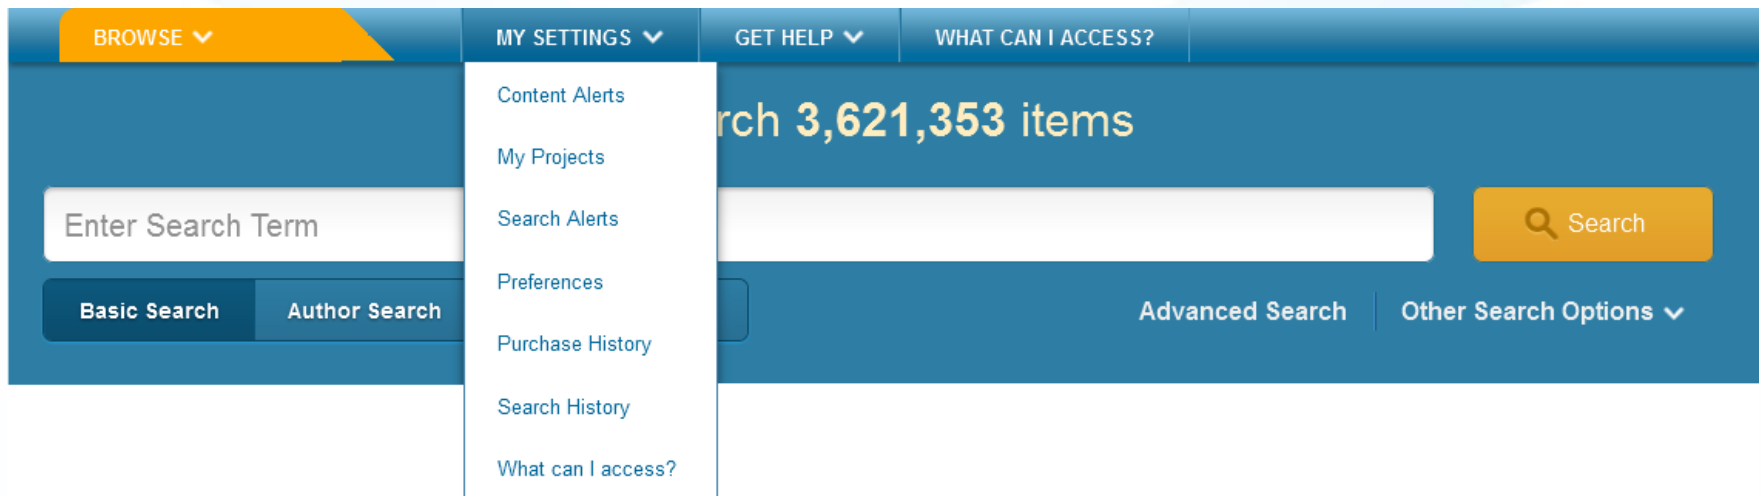 BROWSE
MY SETTINGS
GET HELP
WHAT CAN I ACCESS?
Content Alerts
My Projects
Search Alerts
Preferences
Purchase History
Search History
What can I access?
rch 3,621,353 items
Enter Search Term
Search
Basic Search
Author Search
Advanced Search
Other Search Options